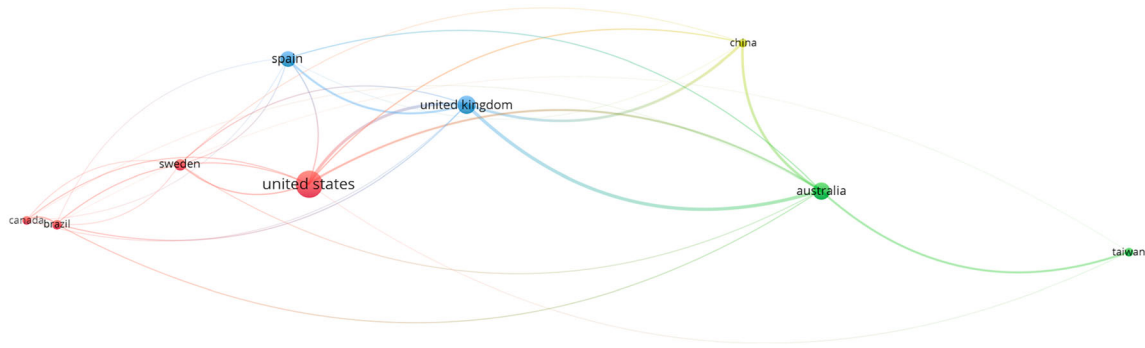 china
spain
united kingdom
sweden
united states
australia
canada
brazil
taiwan